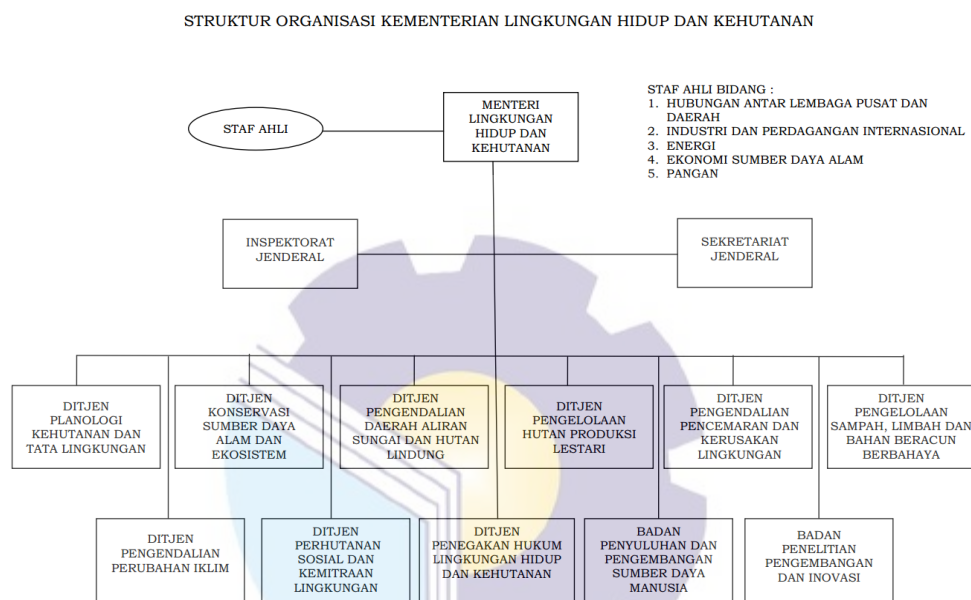 STRUKTUR ORGANISASI KEMENTERIAN LINGKUNGAN HIDUP DAN KEHUTANAN
STAF AHLI
MENTERI
LINGKUNGAN
HIDUP DAN
KEHUTANAN
STAF AHLI BIDANG :
1. HUBUNGAN ANTAR LEMBAGA PUSAT DAN
DAERAH
2. INDUSTRI DAN PERDAGANGAN INTERNASIONAL
3. ENERGI
4. EKONOMI SUMBER DAYA ALAM
5. PANGAN
INSPEKTORAT
JENDERAL
SEKRETARIAT
JENDERAL
DITJEN
PLANOLOGI
KEHUTANAN DAN
TATA LINGKUNGAN
DITJEN
KONSERVASI
SUMBER DAYA
ALAM DAN
EKOSISTEM
DITJEN
PENGENDALIAN
DAERAH ALIRAN
SUNGAI DAN HUTAN
LINDUNG
DITJEN
PENGELOLAAN
HUTAN PRODUKSI
LESTARI
DITJEN
PENGENDALIAN
PENCEMARAN DAN
KERUSAKAN
LINGKUNGAN
DITJEN
PENGELOLAAN
SAMPAH, LIMBAH DAN
BAHAN BERACUN
BERBAHAYA
DITJEN
PENGENDALIAN
PERUBAHAN IKLIM
DITJEN
PERHUTANAN
SOSIAL DAN
KEMITRAAN
LINGKUNGAN
DITJEN
PENEGAKAN HUKUM
LINGKUNGAN HIDUP
DAN KEHUTANAN
BADAN
PENYULUHAN DAN
PENGEMBANGAN
SUMBER DAYA
MANUSIA
BADAN
PENELITIAN
PENGEMBANGAN
DAN INOVASI